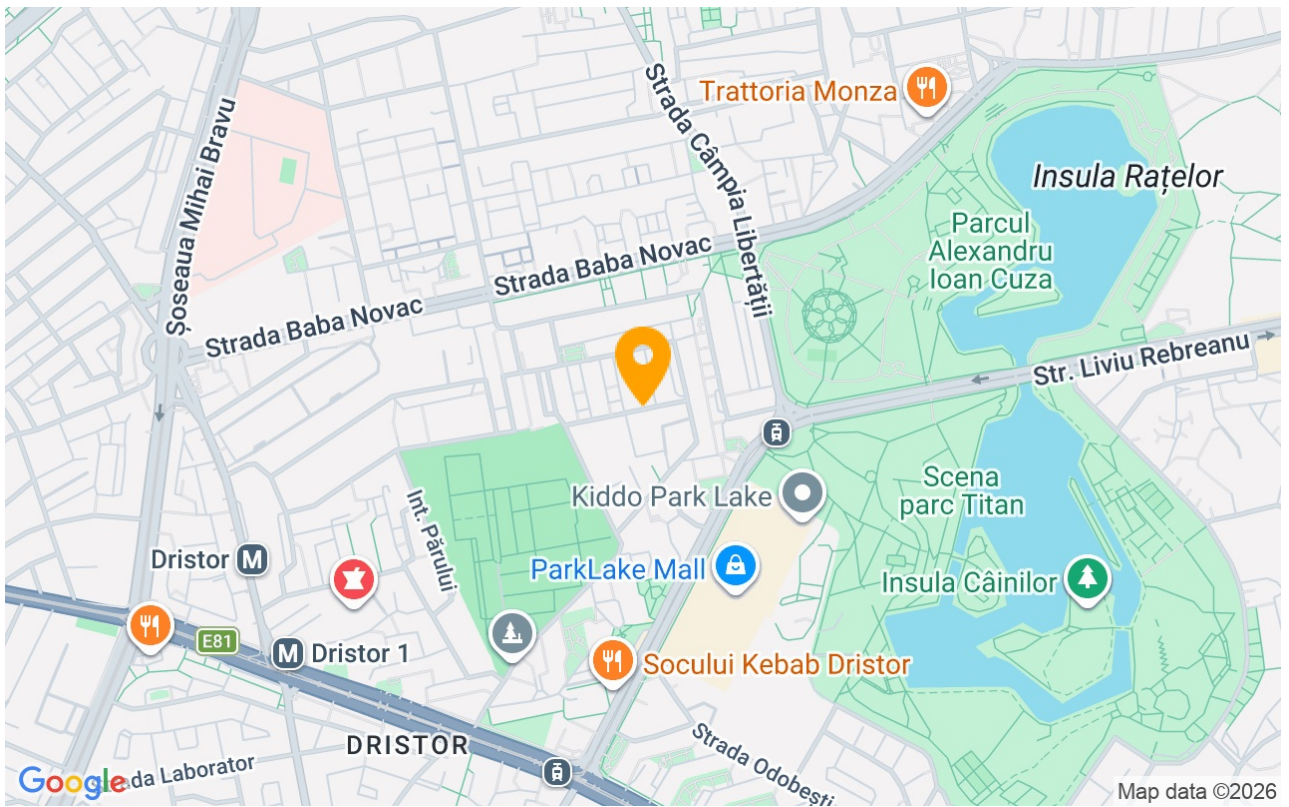 Trattoria Monza
Strada Câmpia Libertății
Șoseaua Mihai Bravu
Insula Rațelor
Parcul
Alexandru
Ioan Cuza
Strada Baba Novac
Strada Baba Novac
Str. Liviu Rebreanu
Kiddo Park Lake
Scena
parc Titan
Int. Părului
Dristor M
ParkLake Mall
Insula Câinilor
E81
M Dristor 1
Socului Kebab Dristor
DRISTOR
Strada Odobești
Google
da Laborator
Map data ©2026